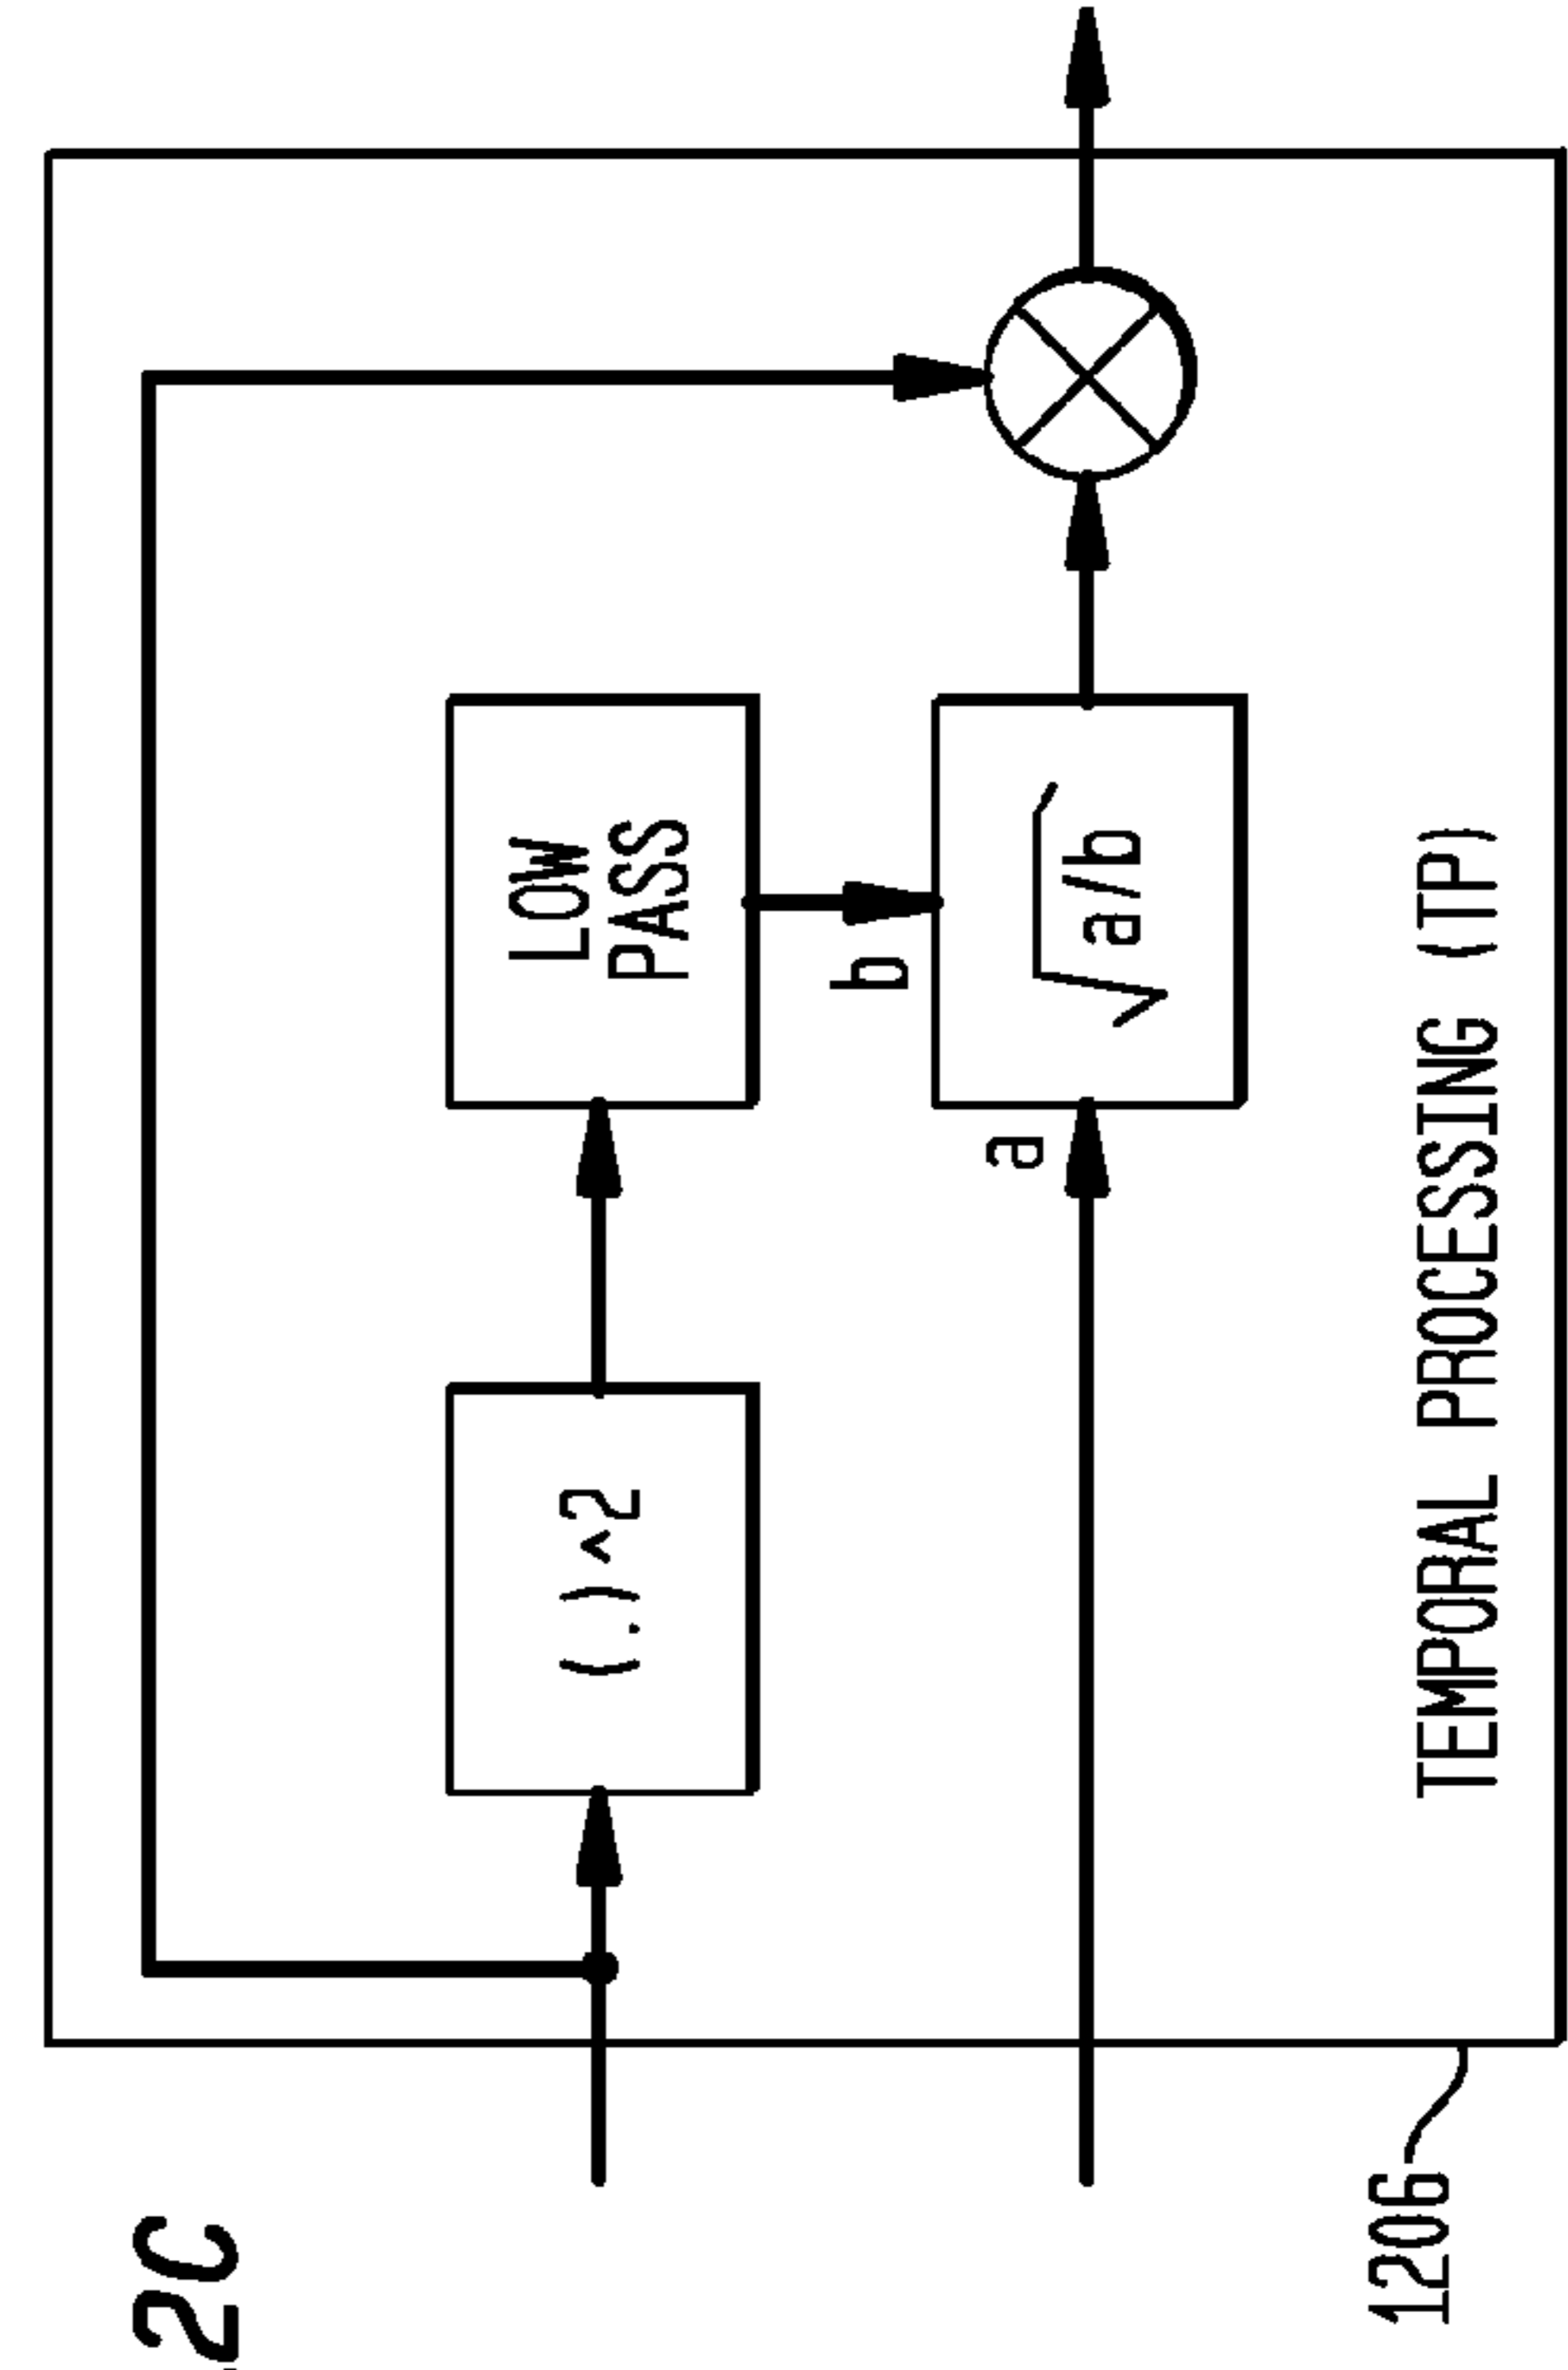 2C
LOW
PASS
(.)^2
b
a
√a/b
TEMPORAL PROCESSING (TP)
1206